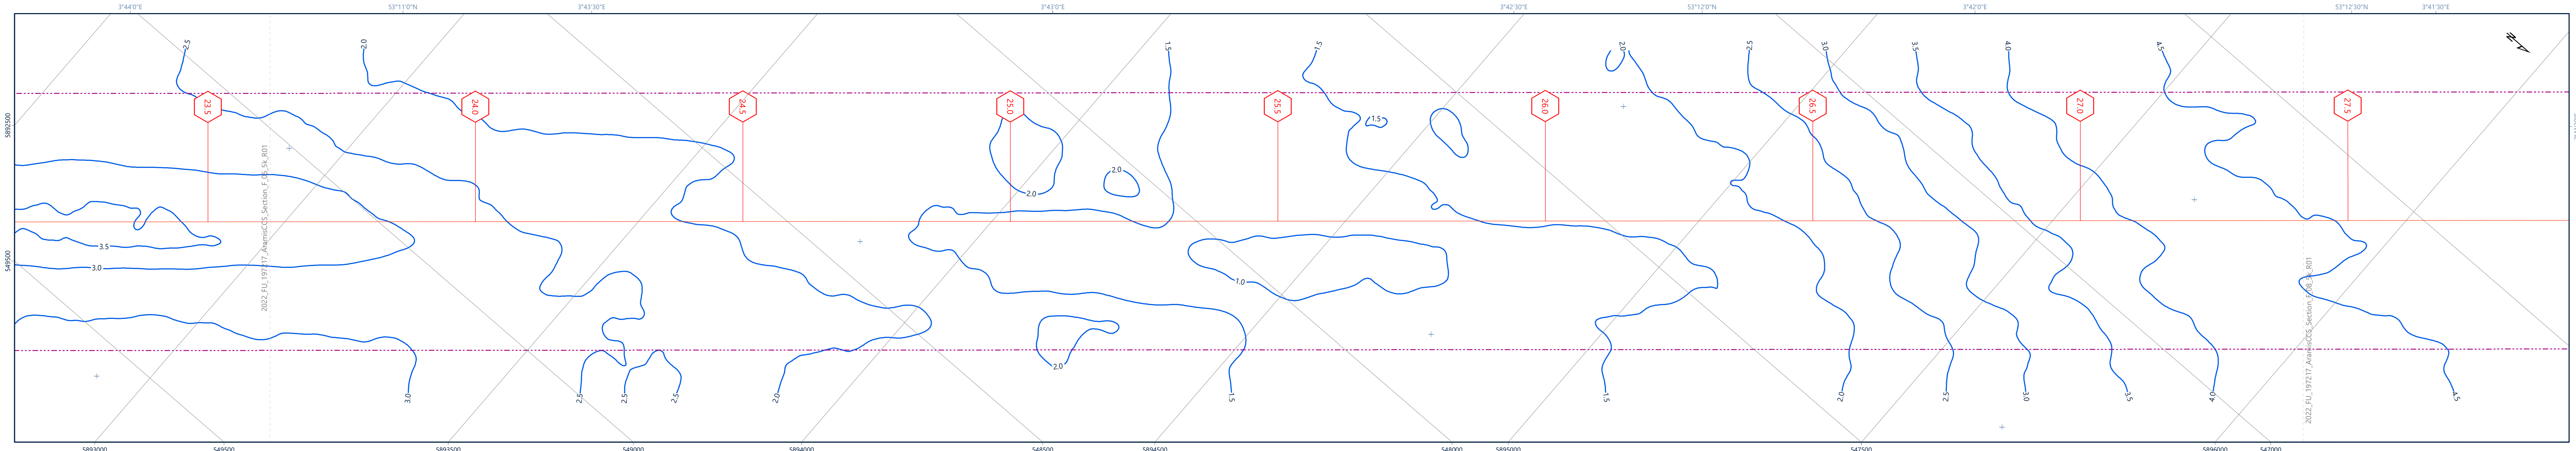 3°44'0"E 53°11'0"N 3°43'30"E 3°43'0"E 3°42'30"E 53°12'0"N 3°42'0"E 53°12'30"N 3°41'30"E
N
2.5 2.0 1.5 1.5 2.0 2.5 3.0 3.5 4.0 4.5
23.5 24.0 24.5 25.0 25.5 26.0 26.5 27.0 27.5
5892500
1.5
2.0
2.0
3.5
549500
3.0
1.0
2022_FU_197217_AramisCCS_Section_F_05_5k_R01
2.0
3.0 2.5 2.5 2.5 2.0 1.5 1.5 2.0 2.5 3.0 3.5 4.0 4.5
5893000 549500 5893500 549000 5894000 548500 5894500 548000 5895000 547500 5896000 547000